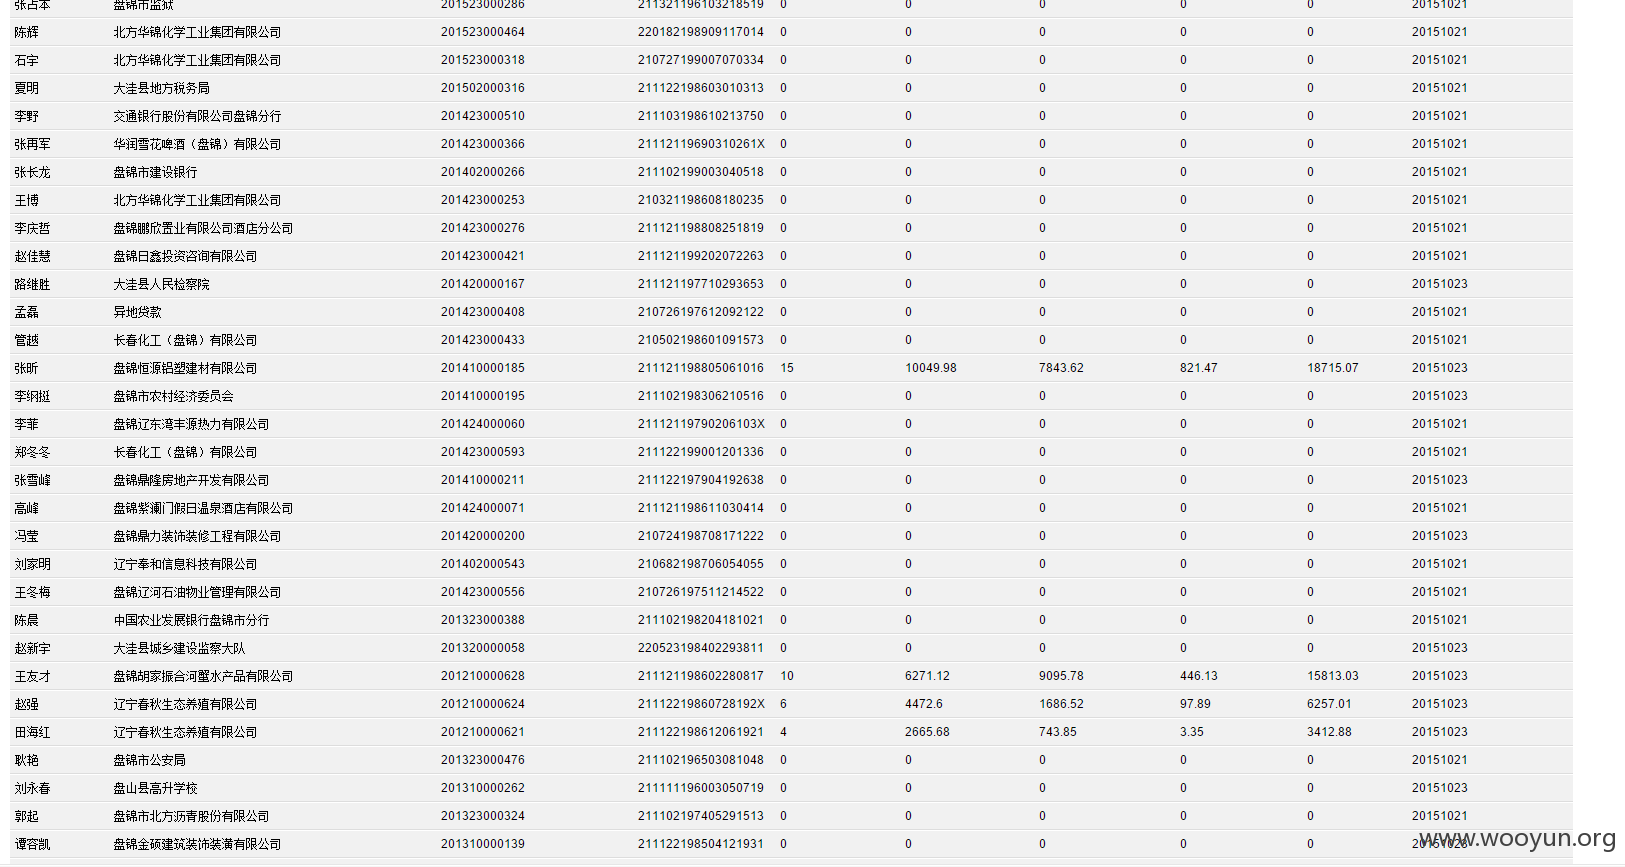 张占本 盘锦市监狱 201523000286 211321196103218519 0 0 0 0 0 20151021
陈辉 北方华锦化学工业集团有限公司 201523000464 220182198909117014 0 0 0 0 0 20151021
石宇 北方华锦化学工业集团有限公司 201523000318 210727199007070334 0 0 0 0 0 20151021
夏明 大洼县地方税务局 201502000316 211122198603010313 0 0 0 0 0 20151021
李野 交通银行股份有限公司盘锦分行 201423000510 211103198610213750 0 0 0 0 0 20151021
张再军 华润雪花啤酒（盘锦）有限公司 201423000366 21112119690310261X 0 0 0 0 0 20151021
张长龙 盘锦市建设银行 201402000266 211102199003040518 0 0 0 0 0 20151021
王博 北方华锦化学工业集团有限公司 201423000253 210321198608180235 0 0 0 0 0 20151021
李庆哲 盘锦鹏欣置业有限公司酒店分公司 201423000276 211121198808251819 0 0 0 0 0 20151021
赵佳慧 盘锦日鑫投资咨询有限公司 201423000421 211121199202072263 0 0 0 0 0 20151021
路继胜 大洼县人民检察院 201420000167 211121197710293653 0 0 0 0 0 20151023
孟磊 异地贷款 201423000408 210726197612092122 0 0 0 0 0 20151021
管越 长春化工（盘锦）有限公司 201423000433 210502198601091573 0 0 0 0 0 20151021
张昕 盘锦恒源铝塑建材有限公司 201410000185 211121198805061016 15 10049.98 7843.62 821.47 18715.07 20151023
李纲挺 盘锦市农村经济委员会 201410000195 211102198306210516 0 0 0 0 0 20151023
李菲 盘锦辽东湾丰源热力有限公司 201424000060 21112119790206103X 0 0 0 0 0 20151021
郑冬冬 长春化工（盘锦）有限公司 201423000593 211122199001201336 0 0 0 0 0 20151021
张雪峰 盘锦鼎隆房地产开发有限公司 201410000211 211122197904192638 0 0 0 0 0 20151023
高峰 盘锦紫澜门假日温泉酒店有限公司 201424000071 211121198611030414 0 0 0 0 0 20151021
冯莹 盘锦鼎力装饰装修工程有限公司 201420000200 210724198708171222 0 0 0 0 0 20151023
刘家明 辽宁奉和信息科技有限公司 201402000543 210682198706054055 0 0 0 0 0 20151021
王冬梅 盘锦辽河石油物业管理有限公司 201423000556 210726197511214522 0 0 0 0 0 20151021
陈晨 中国农业发展银行盘锦市分行 201323000388 211102198204181021 0 0 0 0 0 20151021
赵新宇 大洼县城乡建设监察大队 201320000058 220523198402293811 0 0 0 0 0 20151023
王友才 盘锦胡家振合河蟹水产品有限公司 201210000628 211121198602280817 10 6271.12 9095.78 446.13 15813.03 20151023
赵强 辽宁春秋生态养殖有限公司 201210000624 21112219860728192X 6 4472.6 1686.52 97.89 6257.01 20151023
田海红 辽宁春秋生态养殖有限公司 201210000621 211122198612061921 4 2665.68 743.85 3.35 3412.88 20151023
耿艳 盘锦市公安局 201323000476 211102196503081048 0 0 0 0 0 20151021
刘永春 盘山县高升学校 201310000262 211111196003050719 0 0 0 0 0 20151023
郭起 盘锦市北方沥青股份有限公司 201323000324 211102197405291513 0 0 0 0 0 20151021
谭容凯 盘锦金硕建筑装饰装潢有限公司 201310000139 211122198504121931 0 0 0 0 0 20151023
www.wooyun.org